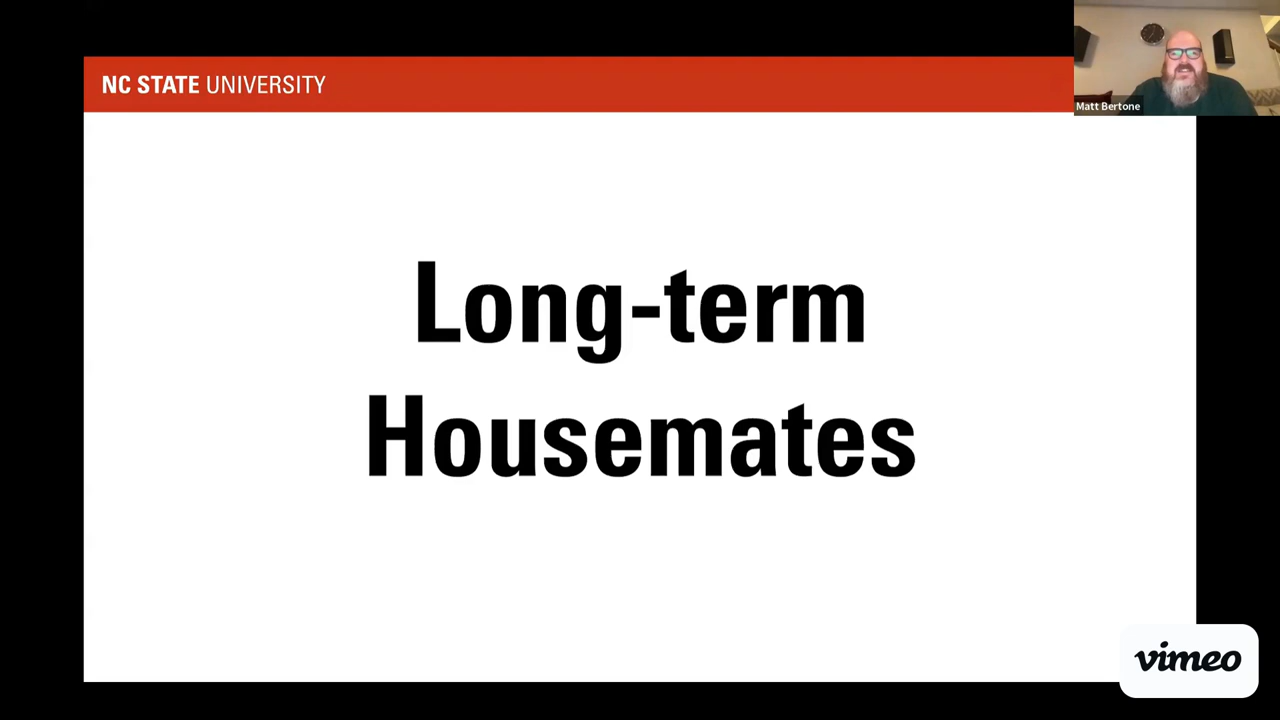 NC STATE UNIVERSITY
Matt Bertone
Long-term
Housemates
vimeo